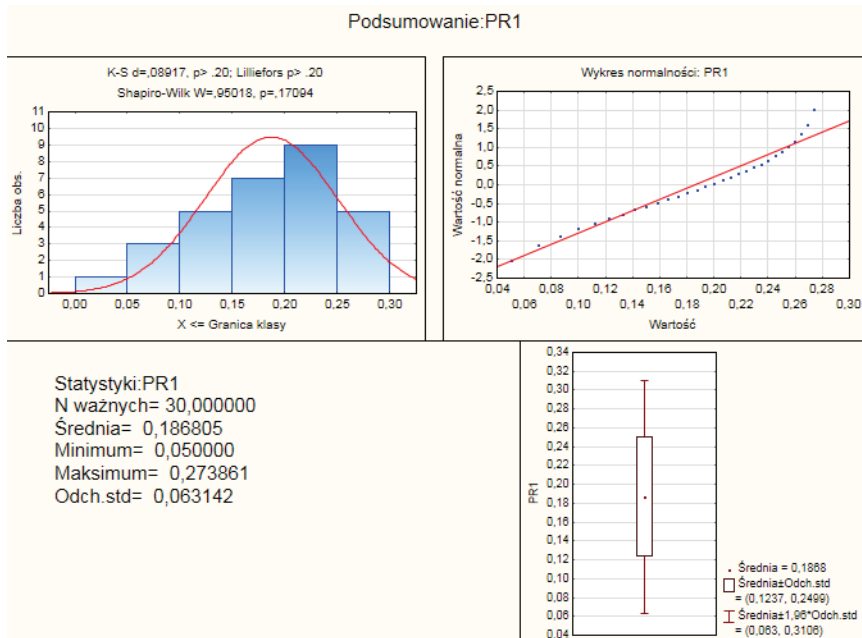 Podsumowanie:PR1
K-S d=,08917, p> .20; Lilliefors p> .20
Shapiro-Wilk W=,95018, p=,17094
11
10
9
8
7
6
5
4
3
2
1
0
Liczba obs.
0,00 0,05 0,10 0,15 0,20 0,25 0,30
X <= Granica klasy
Wykres normalności: PR1
2,5
2,0
1,5
1,0
0,5
0,0
-0,5
-1,0
-1,5
-2,0
-2,5
Wartość normalna
0,04 0,08 0,12 0,16 0,20 0,24 0,28
0,06 0,10 0,14 0,18 0,22 0,26 0,30
Wartość
Statystyki:PR1
N ważnych= 30,000000
Średnia= 0,186805
Minimum= 0,050000
Maksimum= 0,273861
Odch.std= 0,063142
0,34
0,32
0,30
0,28
0,26
0,24
0,22
0,20
0,18
0,16
0,14
0,12
0,10
0,08
0,06
0,04
PR1
Średnia = 0,1868
Średnia±Odch.std
= (0,1237, 0,2499)
Średnia±1,96*Odch.std
= (0,063, 0,3106)